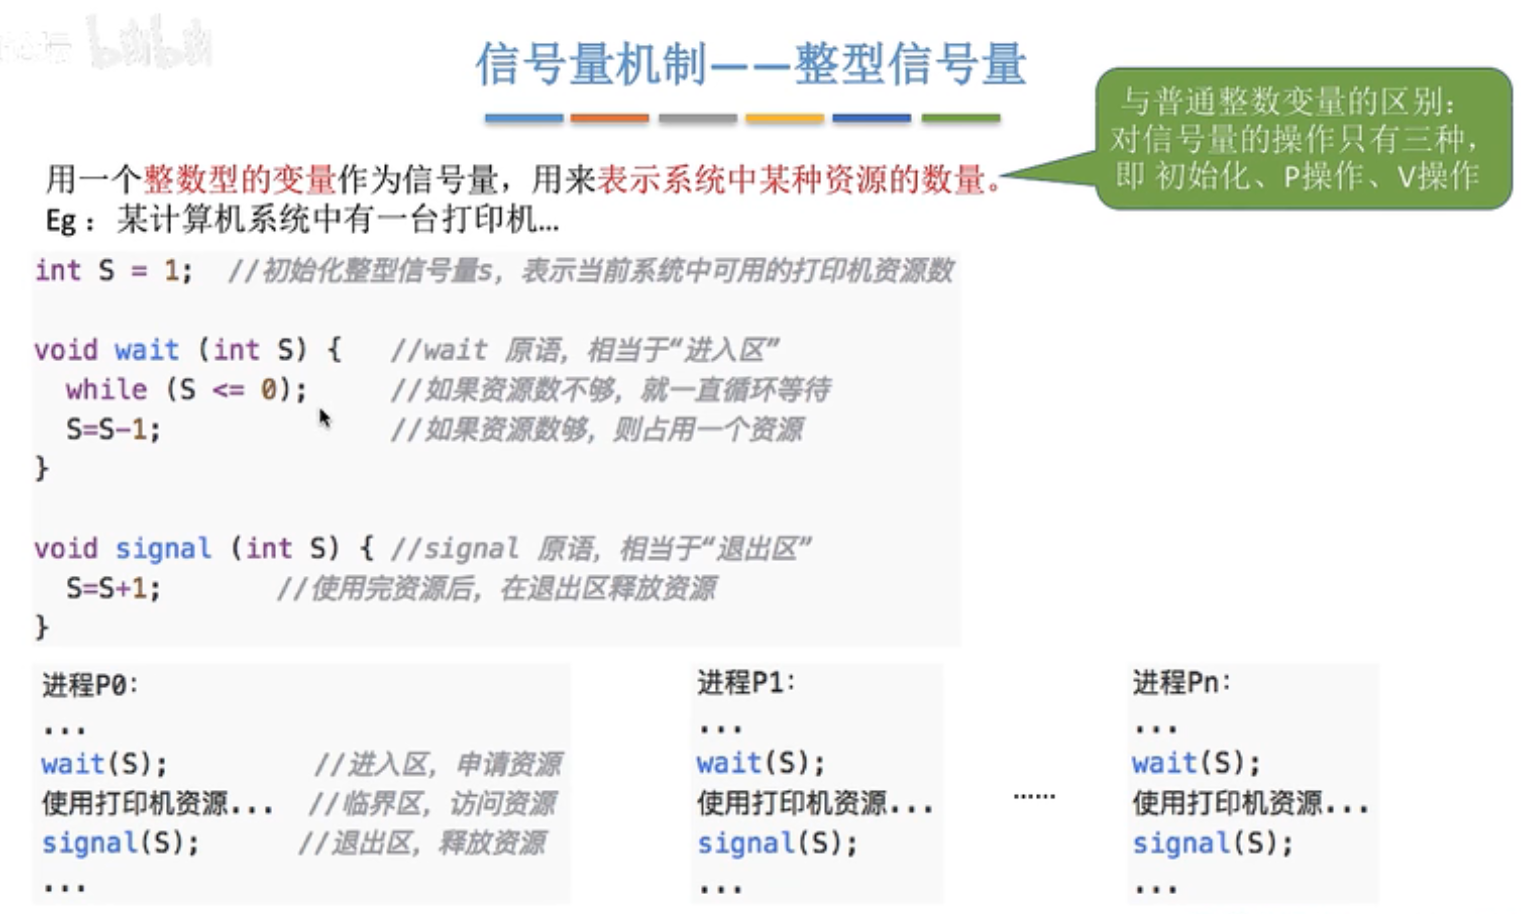 bilibili
信号量机制——整型信号量
与普通整数变量的区别：
对信号量的操作只有三种，
即 初始化、P操作、V操作
用一个整数型的变量作为信号量，用来表示系统中某种资源的数量。
Eg：某计算机系统中有一台打印机...
int S = 1;  //初始化整型信号量s，表示当前系统中可用的打印机资源数
void wait (int S) {   //wait 原语，相当于“进入区”
while (S <= 0);      //如果资源数不够，就一直循环等待
S=S-1;               //如果资源数够，则占用一个资源
}
void signal (int S) { //signal 原语，相当于“退出区”
S=S+1;       //使用完资源后，在退出区释放资源
}
进程P0：
...
wait(S);         //进入区，申请资源
使用打印机资源...  //临界区，访问资源
signal(S);      //退出区，释放资源
...
进程P1：
...
wait(S);
使用打印机资源...
signal(S);
...
......
进程Pn：
...
wait(S);
使用打印机资源...
signal(S);
...